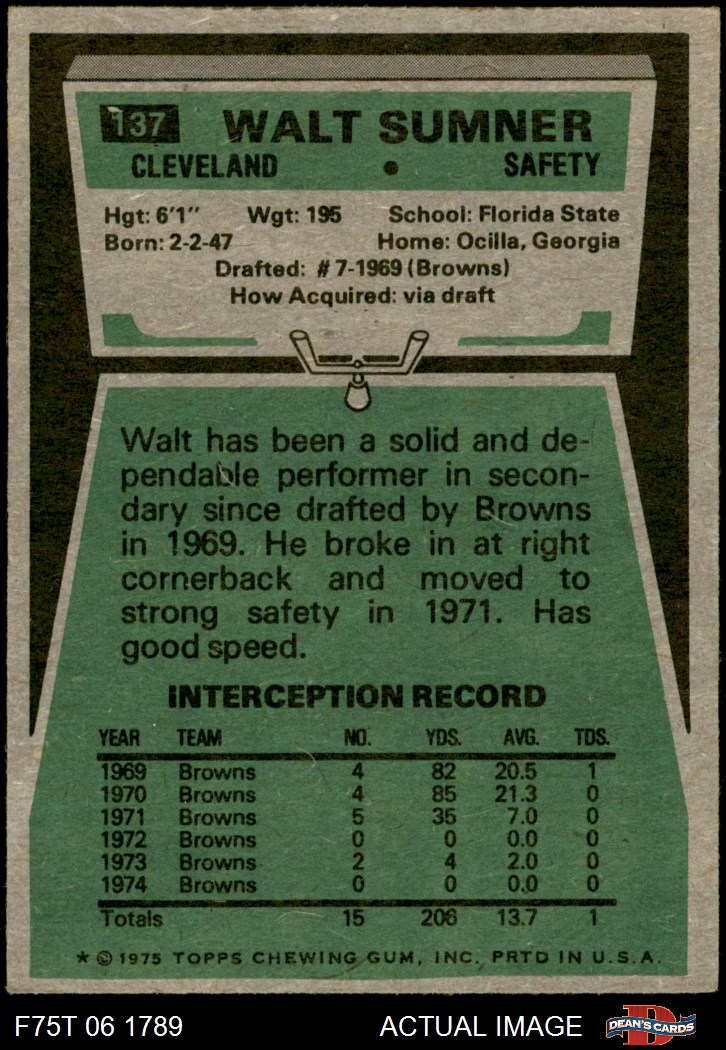 137 WALT SUMNER
CLEVELAND • SAFETY
Hgt: 6'1" Wgt: 195 School: Florida State
Born: 2-2-47 Home: Ocilla, Georgia
Drafted: #7-1969 (Browns)
How Acquired: via draft
Walt has been a solid and de-
pendable performer in secon-
dary since drafted by Browns
in 1969. He broke in at right
cornerback and moved to
strong safety in 1971. Has
good speed.
INTERCEPTION RECORD
YEAR TEAM NO. YDS. AVG. TDS.
1969 Browns 4 82 20.5 1
1970 Browns 4 85 21.3 0
1971 Browns 5 35 7.0 0
1972 Browns 0 0 0.0 0
1973 Browns 2 4 2.0 0
1974 Browns 0 0 0.0 0
Totals 15 206 13.7 1
* © 1975 TOPPS CHEWING GUM, INC. PRTD IN U.S.A.
F75T 06 1789 ACTUAL IMAGE D DEAN'S CARDS